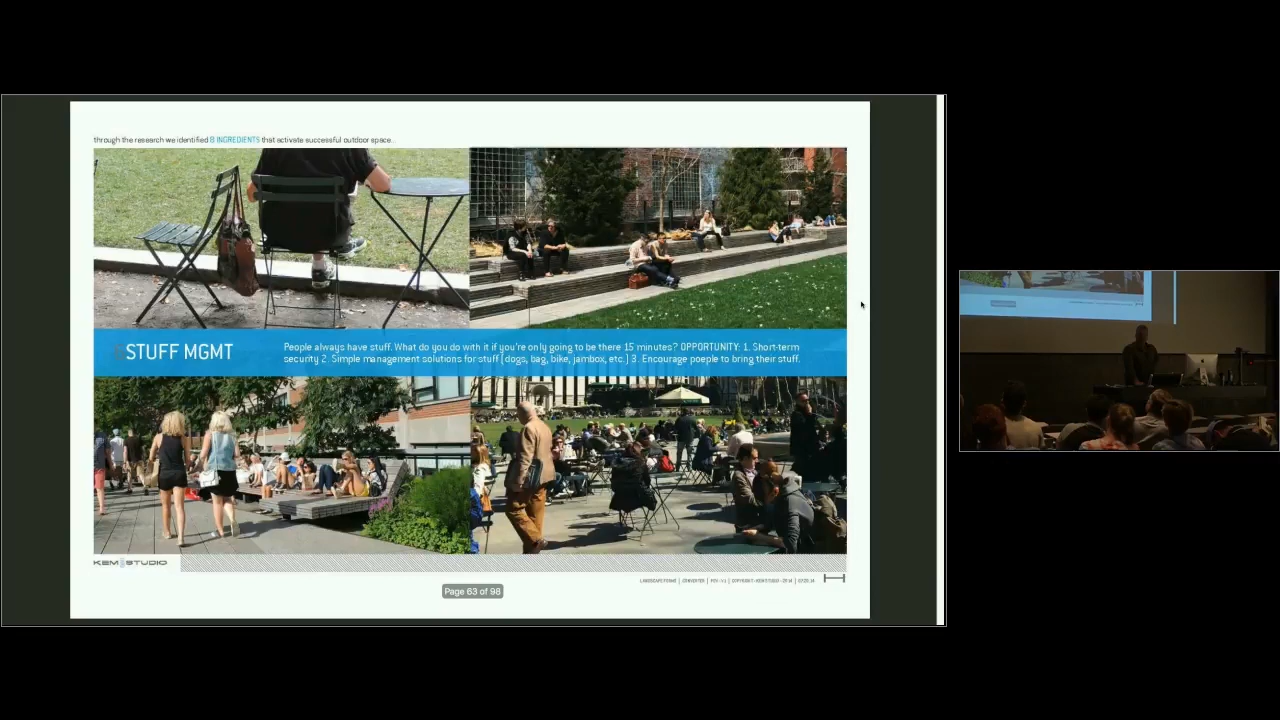 through the research we identified 8 INGREDIENTS that activate successful outdoor space..
STUFF MGMT
People always have stuff. What do you do with it if you're only going to be there 15 minutes? OPPORTUNITY: 1. Short-term
security 2. Simple management solutions for stuff (dogs, bag, bike, jambox, etc.) 3. Encourage poeple to bring their stuff.
KEM STUDIO
LANDSCAPE FORMS | CONVERTER |
Page 63 of 98